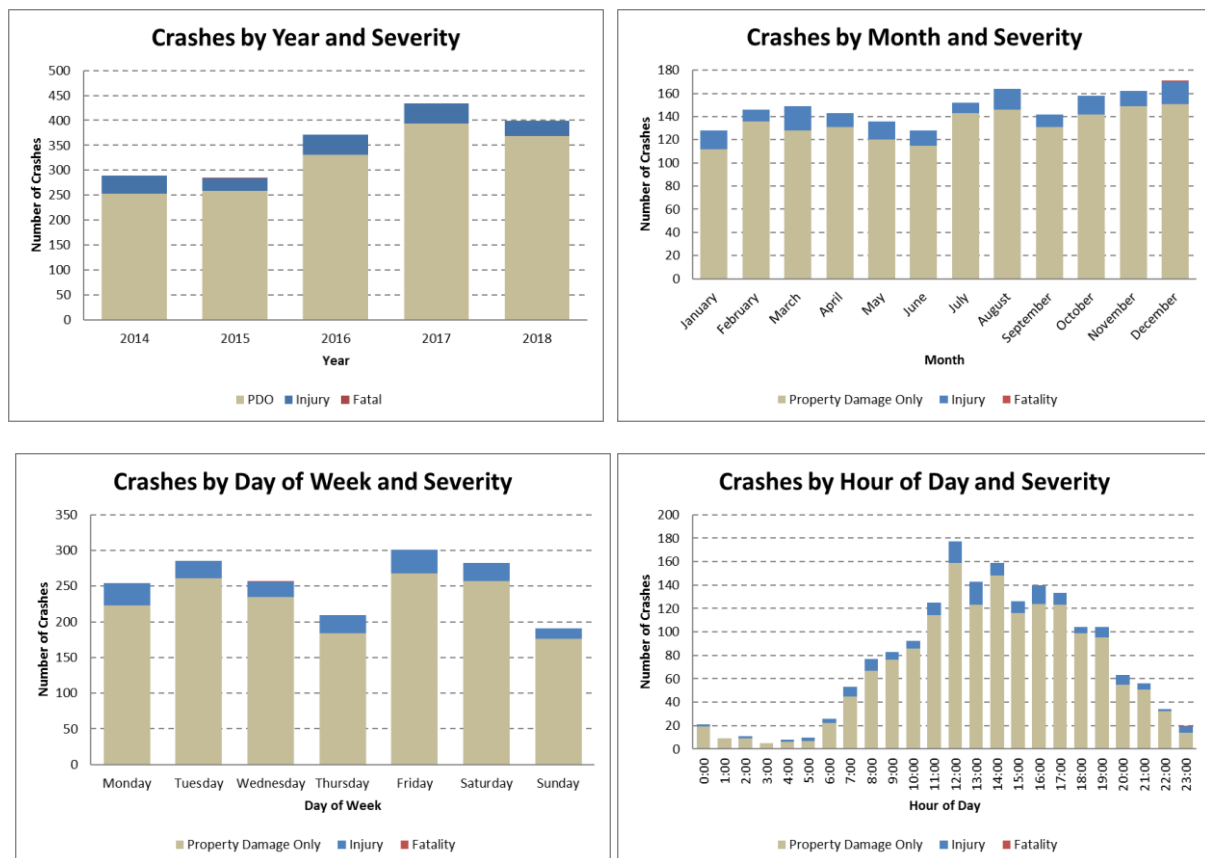 Crashes by Year and Severity
500
450
400
350
300
250
200
150
100
50
0
Number of Crashes
2014 2015 2016 2017 2018
Year
PDO Injury Fatal
Crashes by Month and Severity
180
160
140
120
100
80
60
40
20
0
Number of Crashes
January February March April May June July August September October November December
Month
Property Damage Only Injury Fatality
Crashes by Day of Week and Severity
350
300
250
200
150
100
50
0
Number of Crashes
Monday Tuesday Wednesday Thursday Friday Saturday Sunday
Day of Week
Property Damage Only Injury Fatality
Crashes by Hour of Day and Severity
200
180
160
140
120
100
80
60
40
20
0
Number of Crashes
0:00 1:00 2:00 3:00 4:00 5:00 6:00 7:00 8:00 9:00 10:00 11:00 12:00 13:00 14:00 15:00 16:00 17:00 18:00 19:00 20:00 21:00 22:00 23:00
Hour of Day
Property Damage Only Injury Fatality